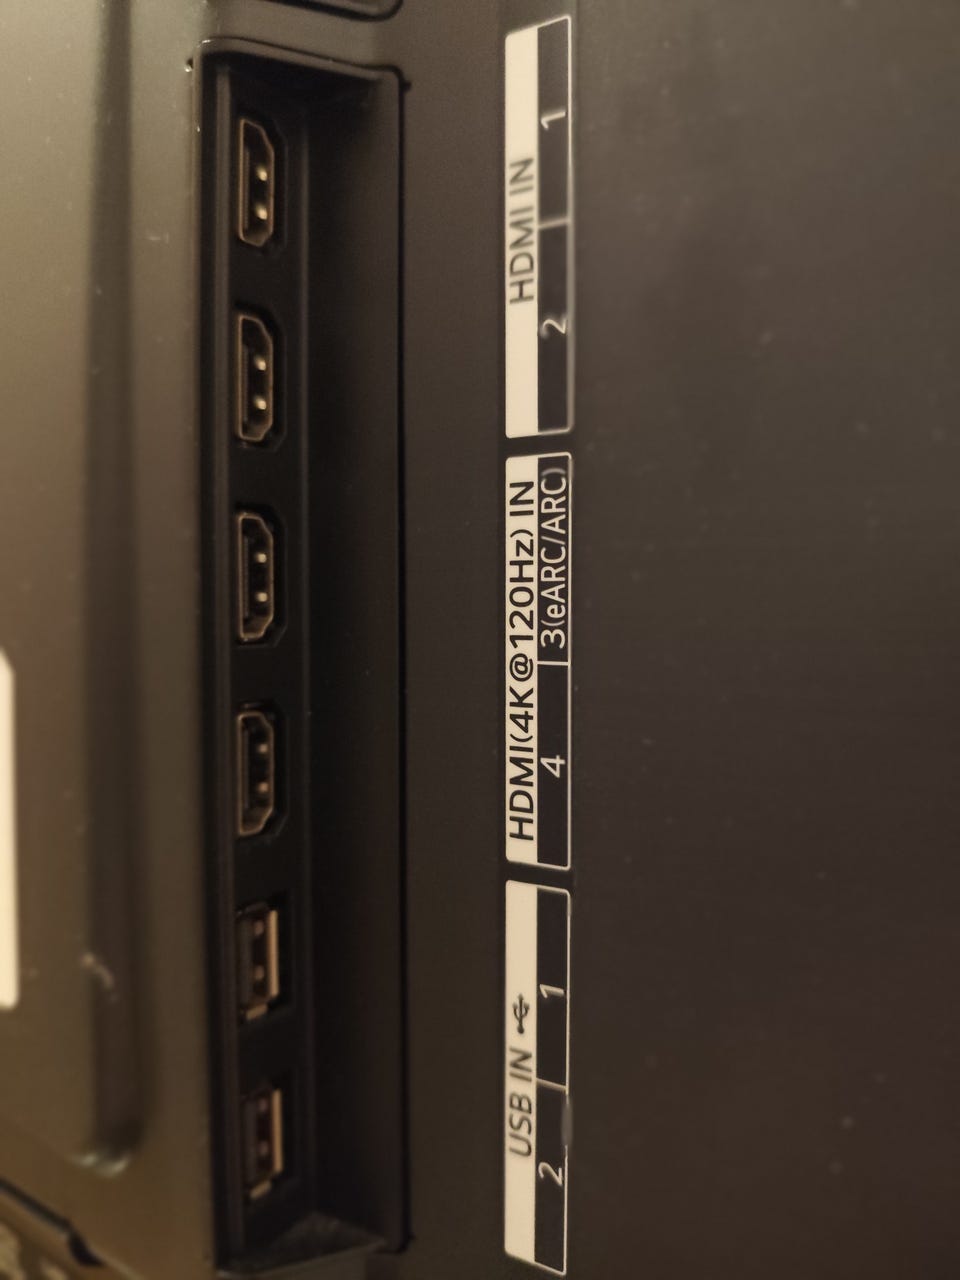 HDMI IN
2 1
HDMI(4K@120Hz) IN
4 3(eARC/ARC)
USB IN
2 1